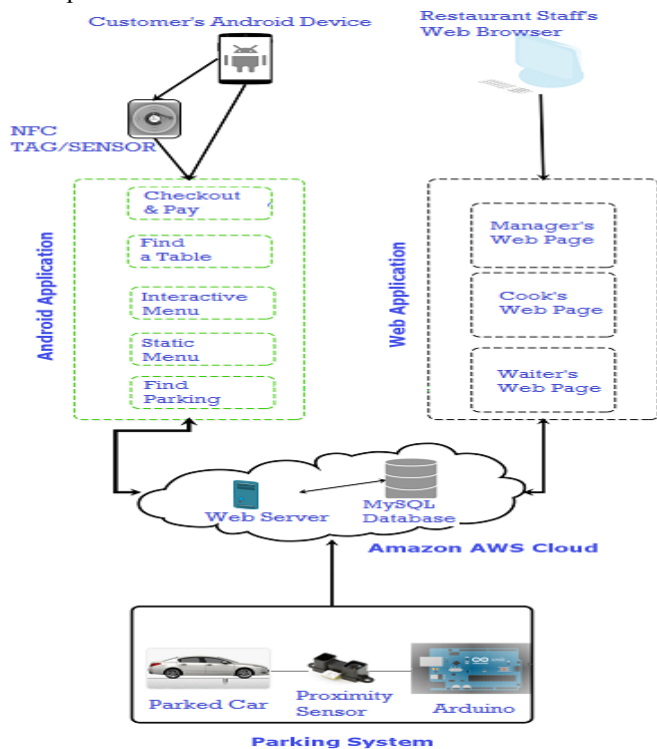 Customer's Android Device
Restaurant Staff's
Web Browser
NFC
TAG/SENSOR
Android Application
Checkout
& Pay
Find
a Table
Interactive
Menu
Static
Menu
Find
Parking
Web Application
Manager's
Web Page
Cook's
Web Page
Waiter's
Web Page
Web Server
MySQL
Database
Amazon AWS Cloud
Parked Car
Proximity
Sensor
Arduino
Parking System